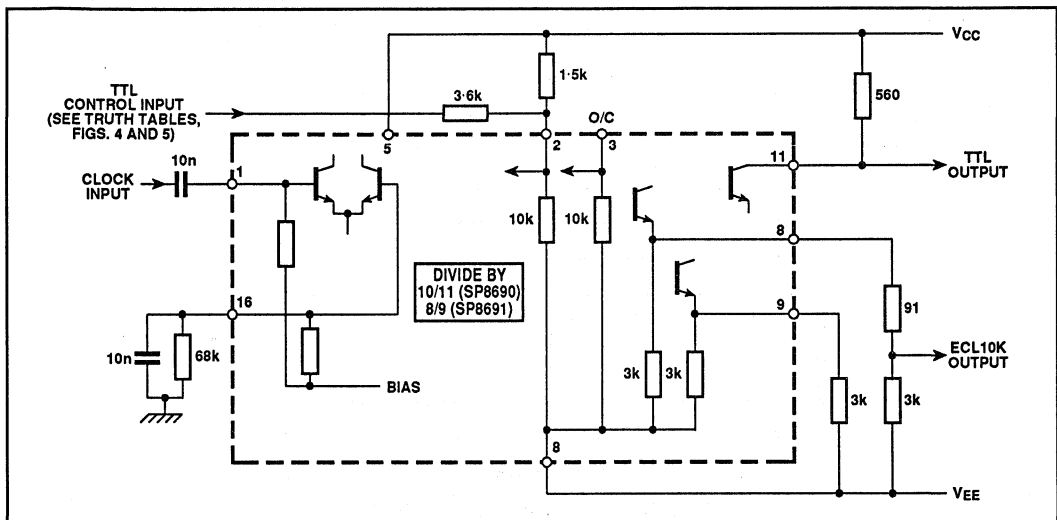 VCC
1·5k
TTL
CONTROL INPUT
(SEE TRUTH TABLES,
FIGS. 4 AND 5)
3·6k
560
O/C
5
2
3
11
TTL
OUTPUT
10n
CLOCK
INPUT
1
10k
10k
8
DIVIDE BY
10/11 (SP8690)
8/9 (SP8691)
9
91
16
10n
68k
BIAS
3k
3k
ECL10K
OUTPUT
3k
3k
8
VEE